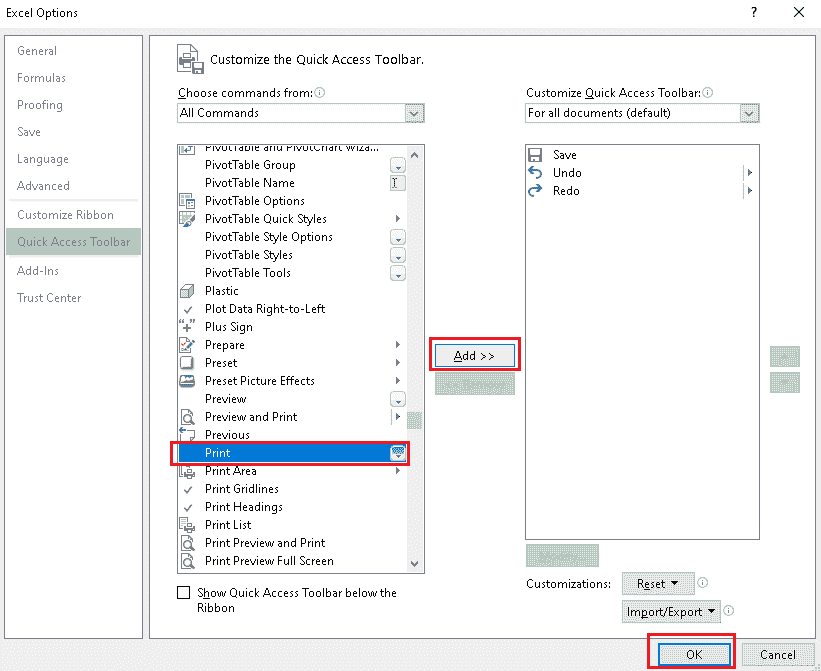 Excel Options
?
General
Formulas
Proofing
Save
Language
Advanced
Customize Ribbon
Quick Access Toolbar
Add-Ins
Trust Center
Customize the Quick Access Toolbar.
Choose commands from:
All Commands
PivotTable and PivotChart Wiza...
PivotTable Group
PivotTable Name
PivotTable Options
PivotTable Quick Styles
PivotTable Style Options
PivotTable Styles
PivotTable Tools
Plastic
Plot Data Right-to-Left
Plus Sign
Prepare
Preset
Preset Picture Effects
Preview
Preview and Print
Previous
Print
Print Area
Print Gridlines
Print Headings
Print List
Print Preview and Print
Print Preview Full Screen
Show Quick Access Toolbar below the
Ribbon
Add >>
Customize Quick Access Toolbar:
For all documents (default)
Save
Undo
Redo
Customizations:
Reset
Import/Export
OK
Cancel